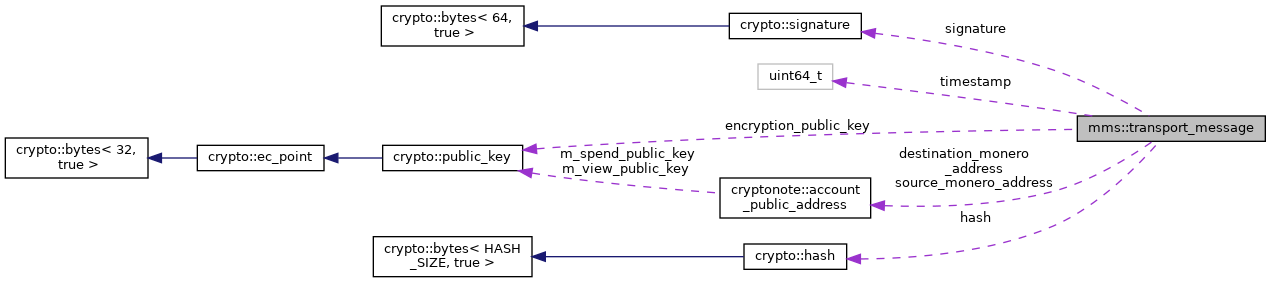 crypto::bytes< 64,
true >
crypto::signature
signature
uint64_t
timestamp
mms::transport_message
encryption_public_key
crypto::bytes< 32,
true >
crypto::ec_point
crypto::public_key
m_spend_public_key
m_view_public_key
destination_monero
_address
source_monero_address
cryptonote::account
_public_address
hash
crypto::bytes< HASH
_SIZE, true >
crypto::hash